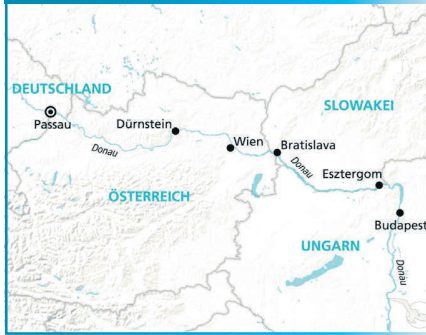 DEUTSCHLAND
SLOWAKEI
Passau
Dürnstein
Donau
Wien
Bratislava
Donau
Esztergom
ÖSTERREICH
Budapest
UNGARN
Donau